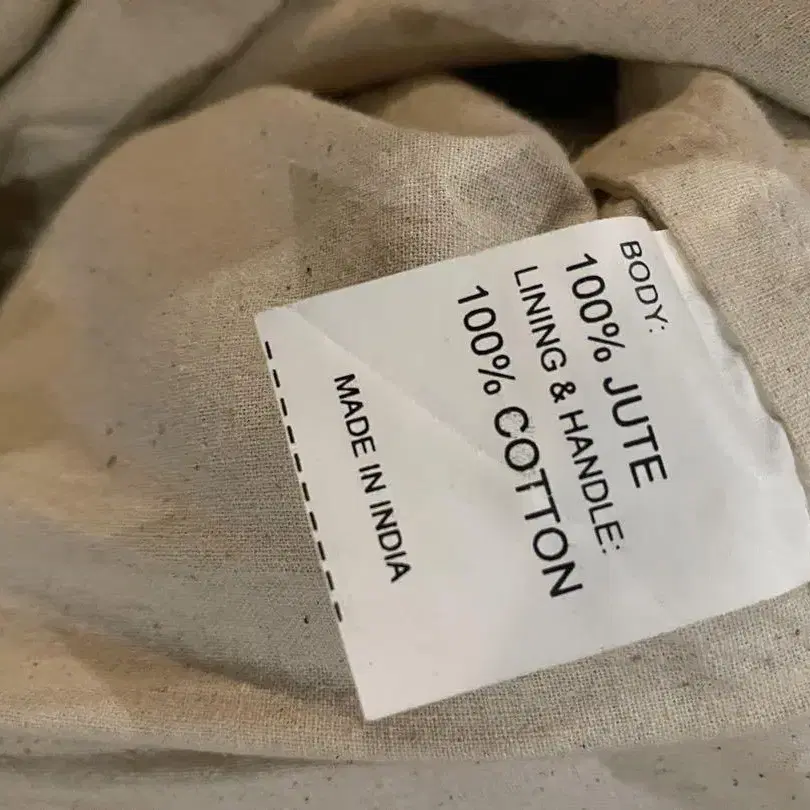 BODY:
100% JUTE
LINING & HANDLE:
100% COTTON
MADE IN INDIA